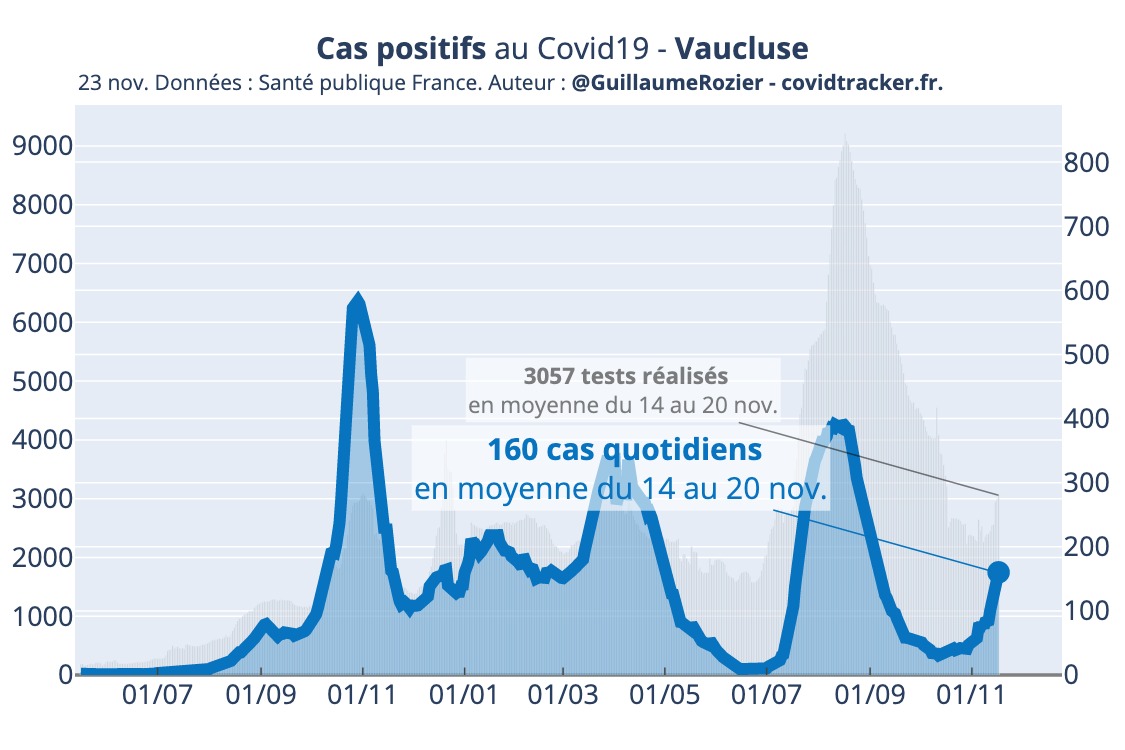 Cas positifs au Covid19 - Vaucluse
23 nov. Données : Santé publique France. Auteur : @GuillaumeRozier - covidtracker.fr.
9000
8000
7000
6000
5000
4000
3000
2000
1000
0
800
700
600
500
400
300
200
100
0
3057 tests réalisés
en moyenne du 14 au 20 nov.
160 cas quotidiens
en moyenne du 14 au 20 nov.
01/07 01/09 01/11 01/01 01/03 01/05 01/07 01/09 01/11